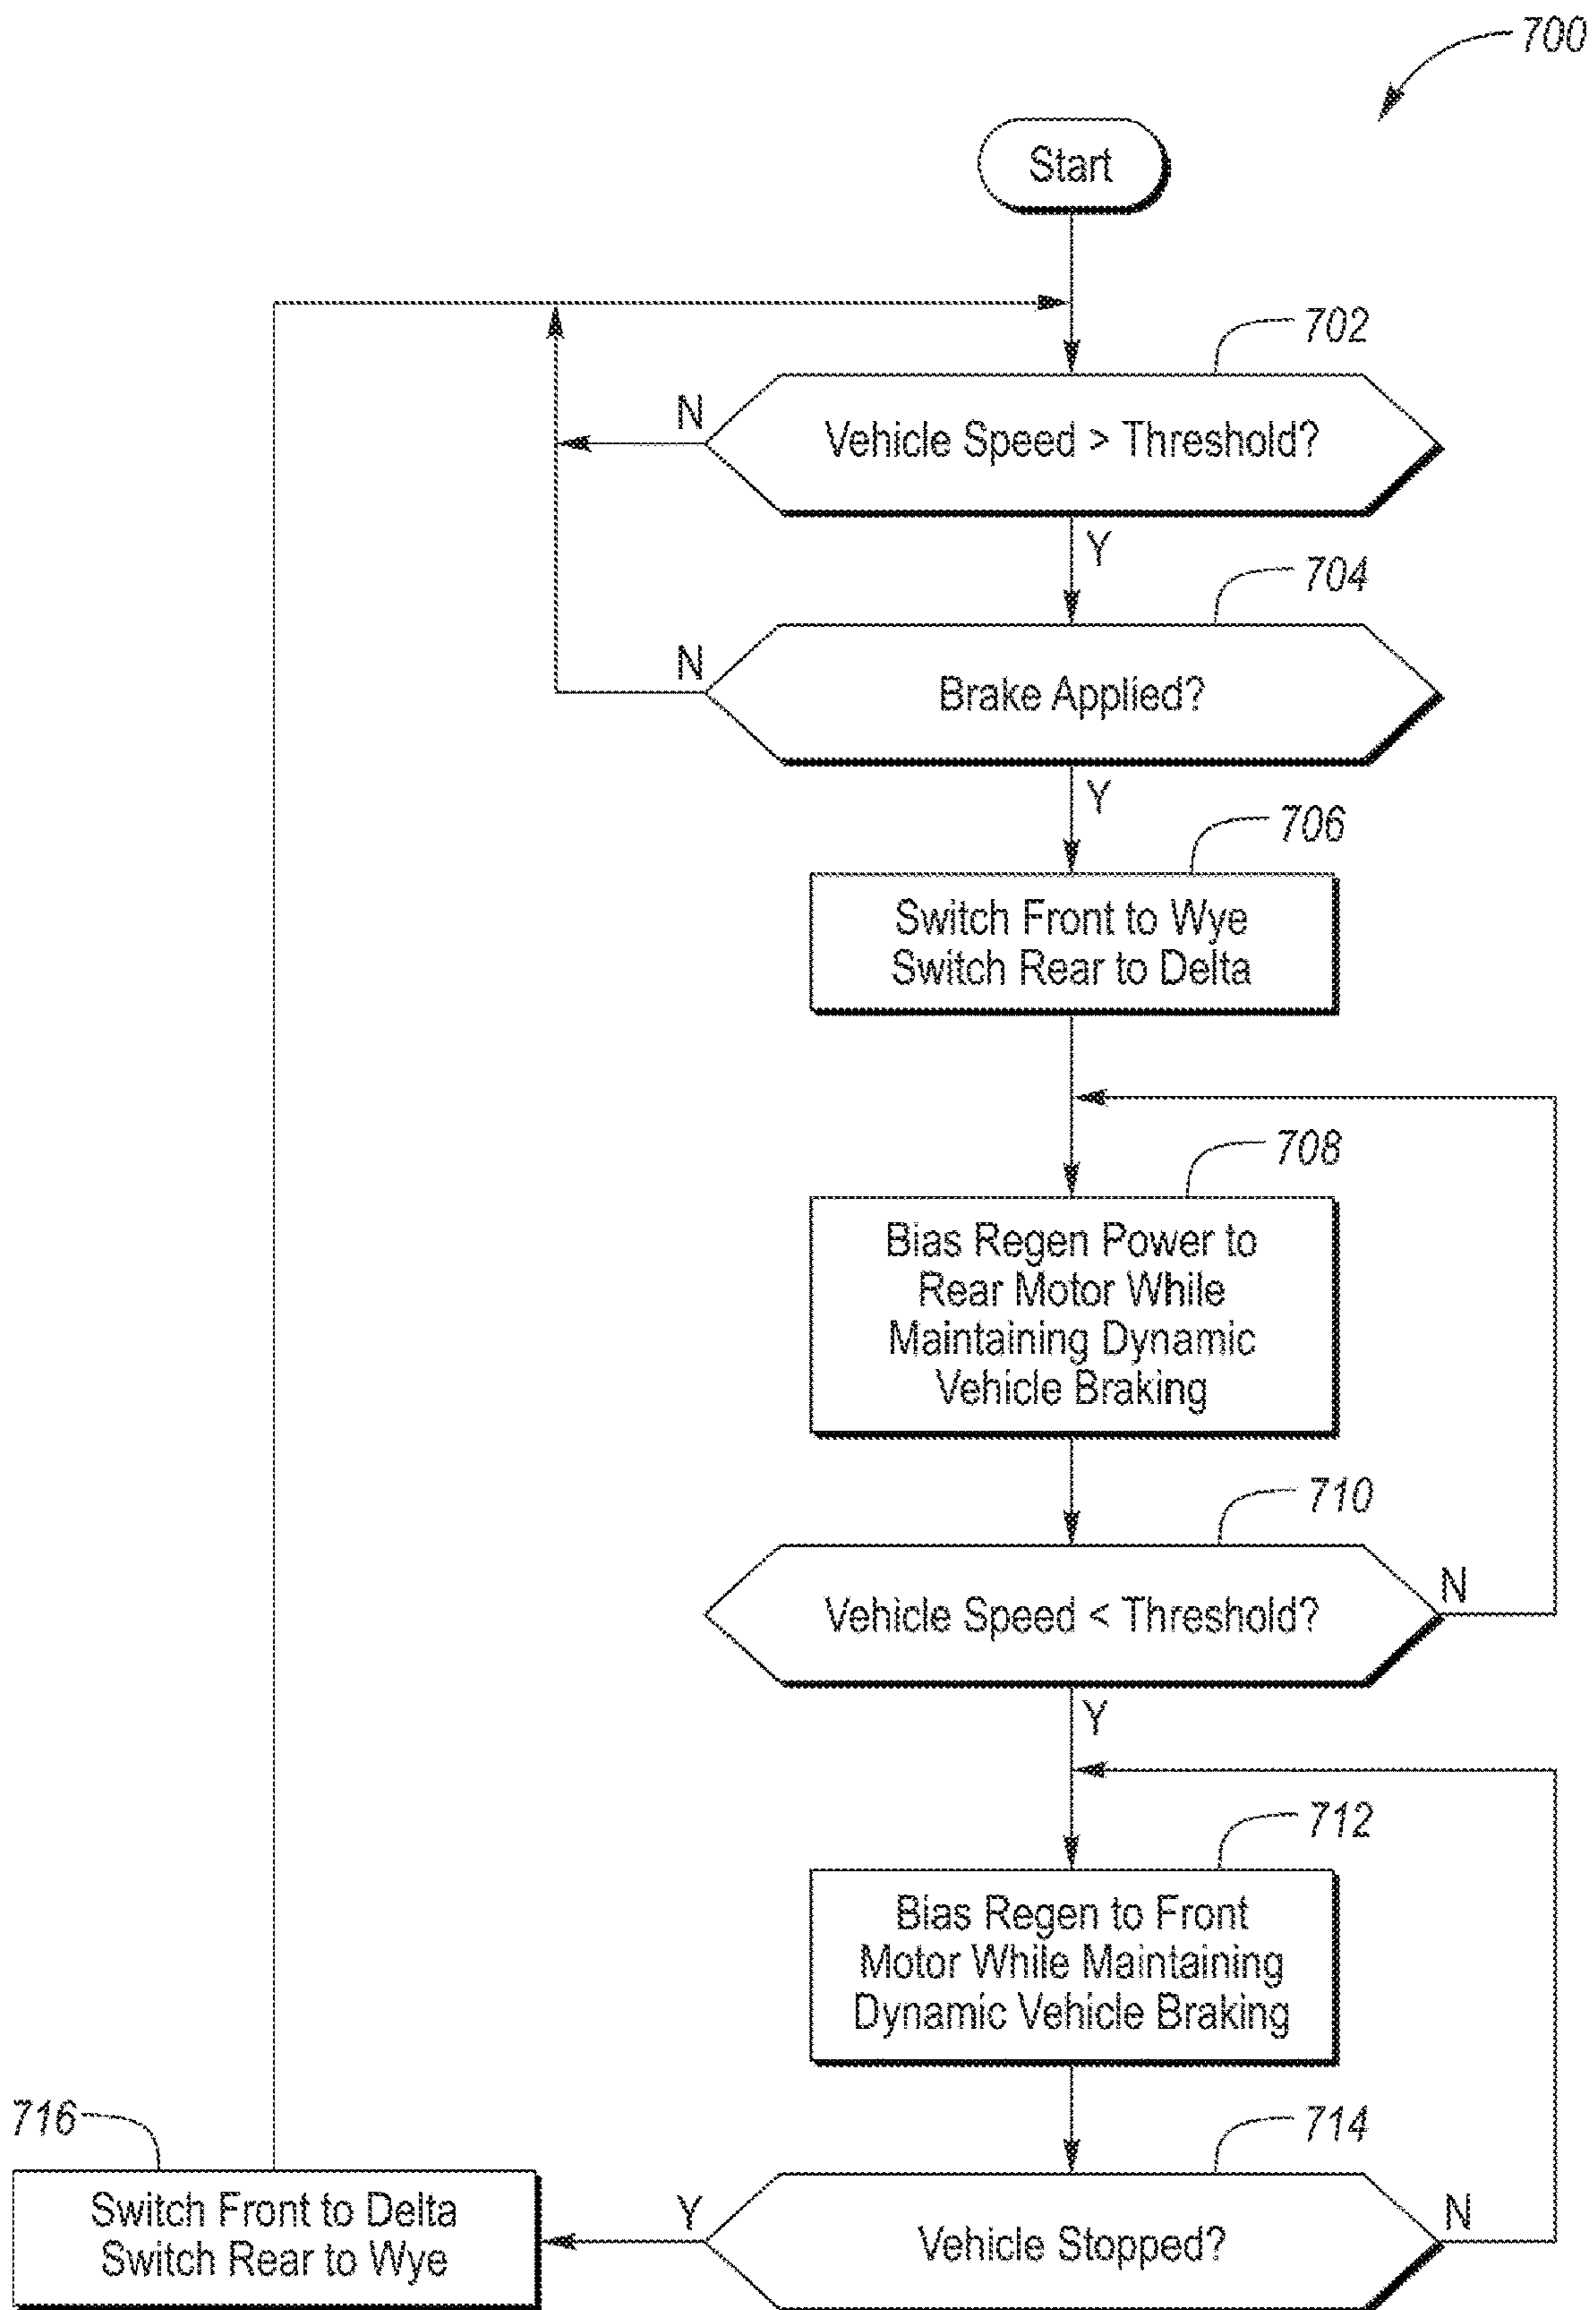 700
Start
702
N
Vehicle Speed > Threshold?
Y
704
N
Brake Applied?
Y
706
Switch Front to Wye
Switch Rear to Delta
708
Bias Regen Power to
Rear Motor While
Maintaining Dynamic
Vehicle Braking
710
N
Vehicle Speed < Threshold?
Y
712
Bias Regen to Front
Motor While Maintaining
Dynamic Vehicle Braking
714
N
Vehicle Stopped?
Y
716
Switch Front to Delta
Switch Rear to Wye